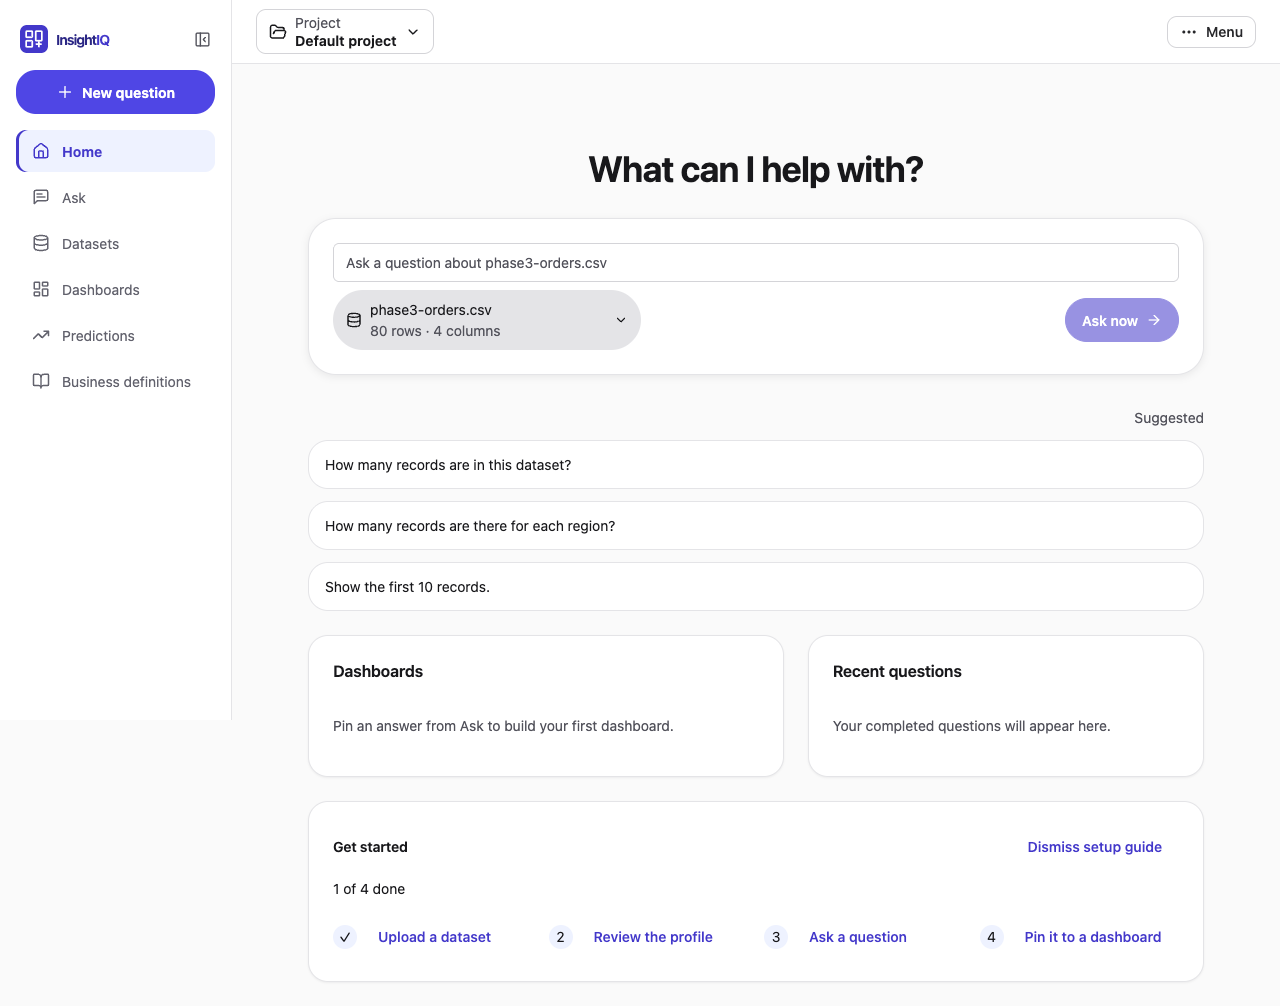 InsightIQ
New question
Home
Ask
Datasets
Dashboards
Predictions
Business definitions
Project
Default project
Menu
What can I help with?
Ask a question about phase3-orders.csv
phase3-orders.csv
80 rows · 4 columns
Ask now
Suggested
How many records are in this dataset?
How many records are there for each region?
Show the first 10 records.
Dashboards
Pin an answer from Ask to build your first dashboard.
Recent questions
Your completed questions will appear here.
Get started
Dismiss setup guide
1 of 4 done
Upload a dataset
2 Review the profile
3 Ask a question
4 Pin it to a dashboard